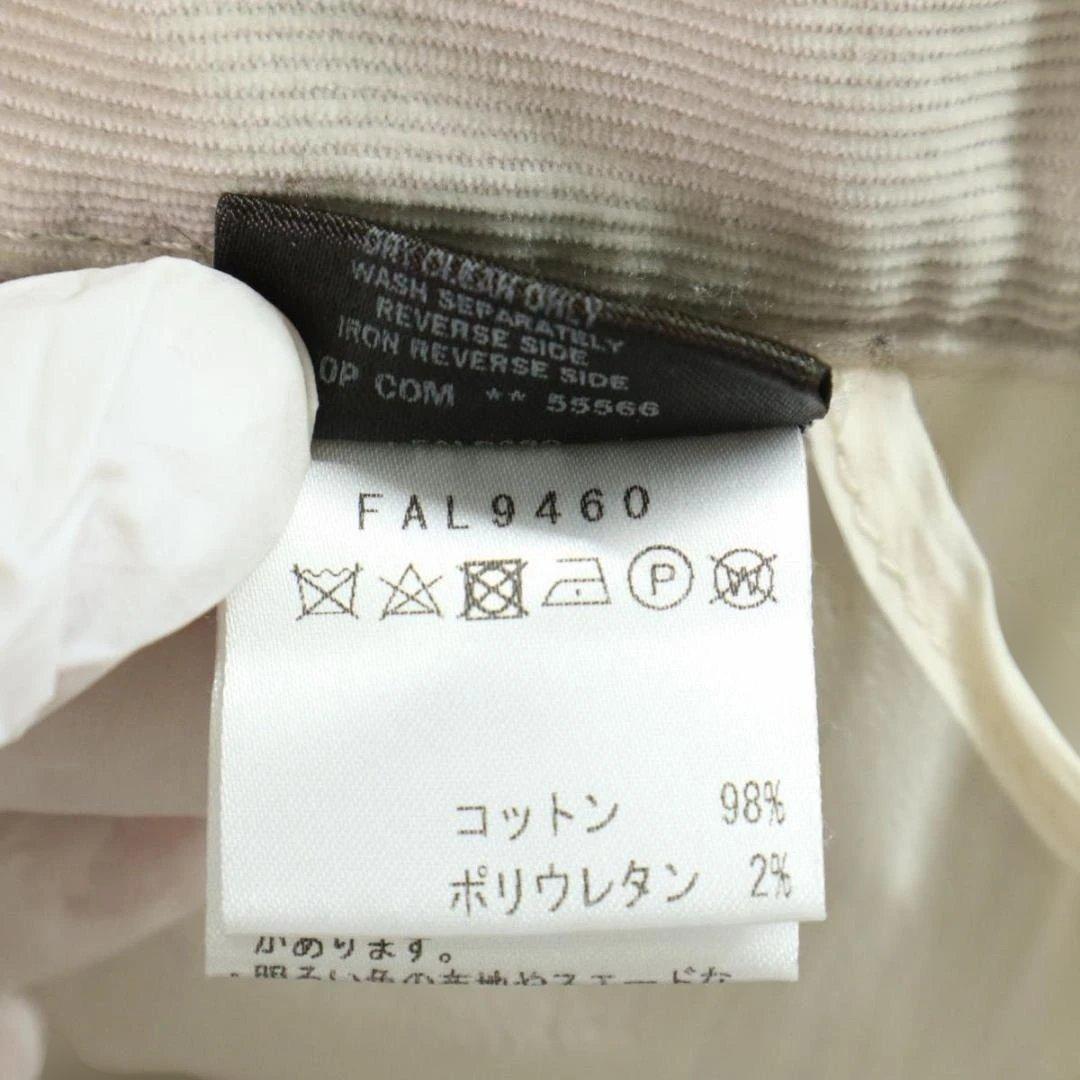 DRY CLEAN ONLY
WASH SEPARATELY
REVERSE SIDE
IRON REVERSE SIDE
OP COM ** 55566
FAL9460
P W
コットン 98%
ポリウレタン 2%
があります。